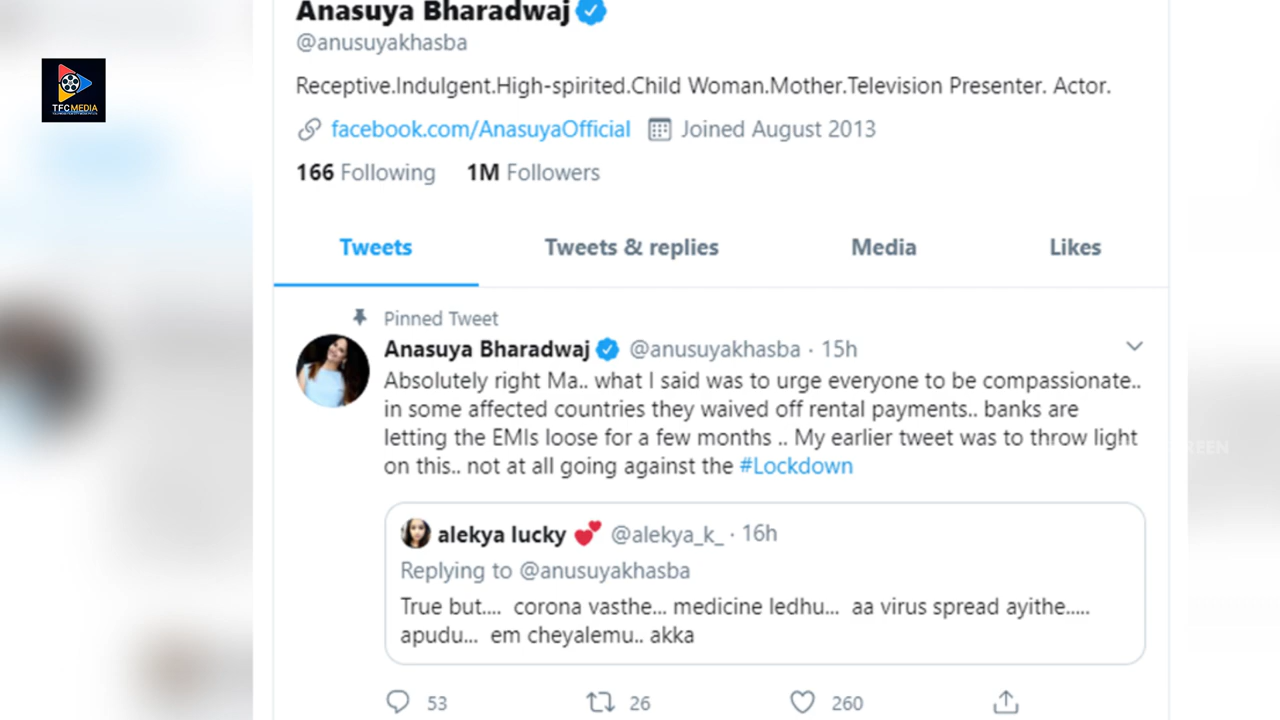 Anasuya Bharadwaj
@anusuyakhasba
Receptive.Indulgent.High-spirited.Child Woman.Mother.Television Presenter. Actor.
facebook.com/AnasuyaOfficial Joined August 2013
166 Following 1M Followers
Tweets Tweets & replies Media Likes
Pinned Tweet
Anasuya Bharadwaj @anusuyakhasba · 15h
Absolutely right Ma.. what I said was to urge everyone to be compassionate..
in some affected countries they waived off rental payments.. banks are
letting the EMIs loose for a few months .. My earlier tweet was to throw light
on this.. not at all going against the #Lockdown
alekya lucky 💕 @alekya_k_ · 16h
Replying to @anusuyakhasba
True but.... corona vasthe... medicine ledhu... aa virus spread ayithe.....
apudu... em cheyalemu.. akka
53 26 260
TFCMEDIA